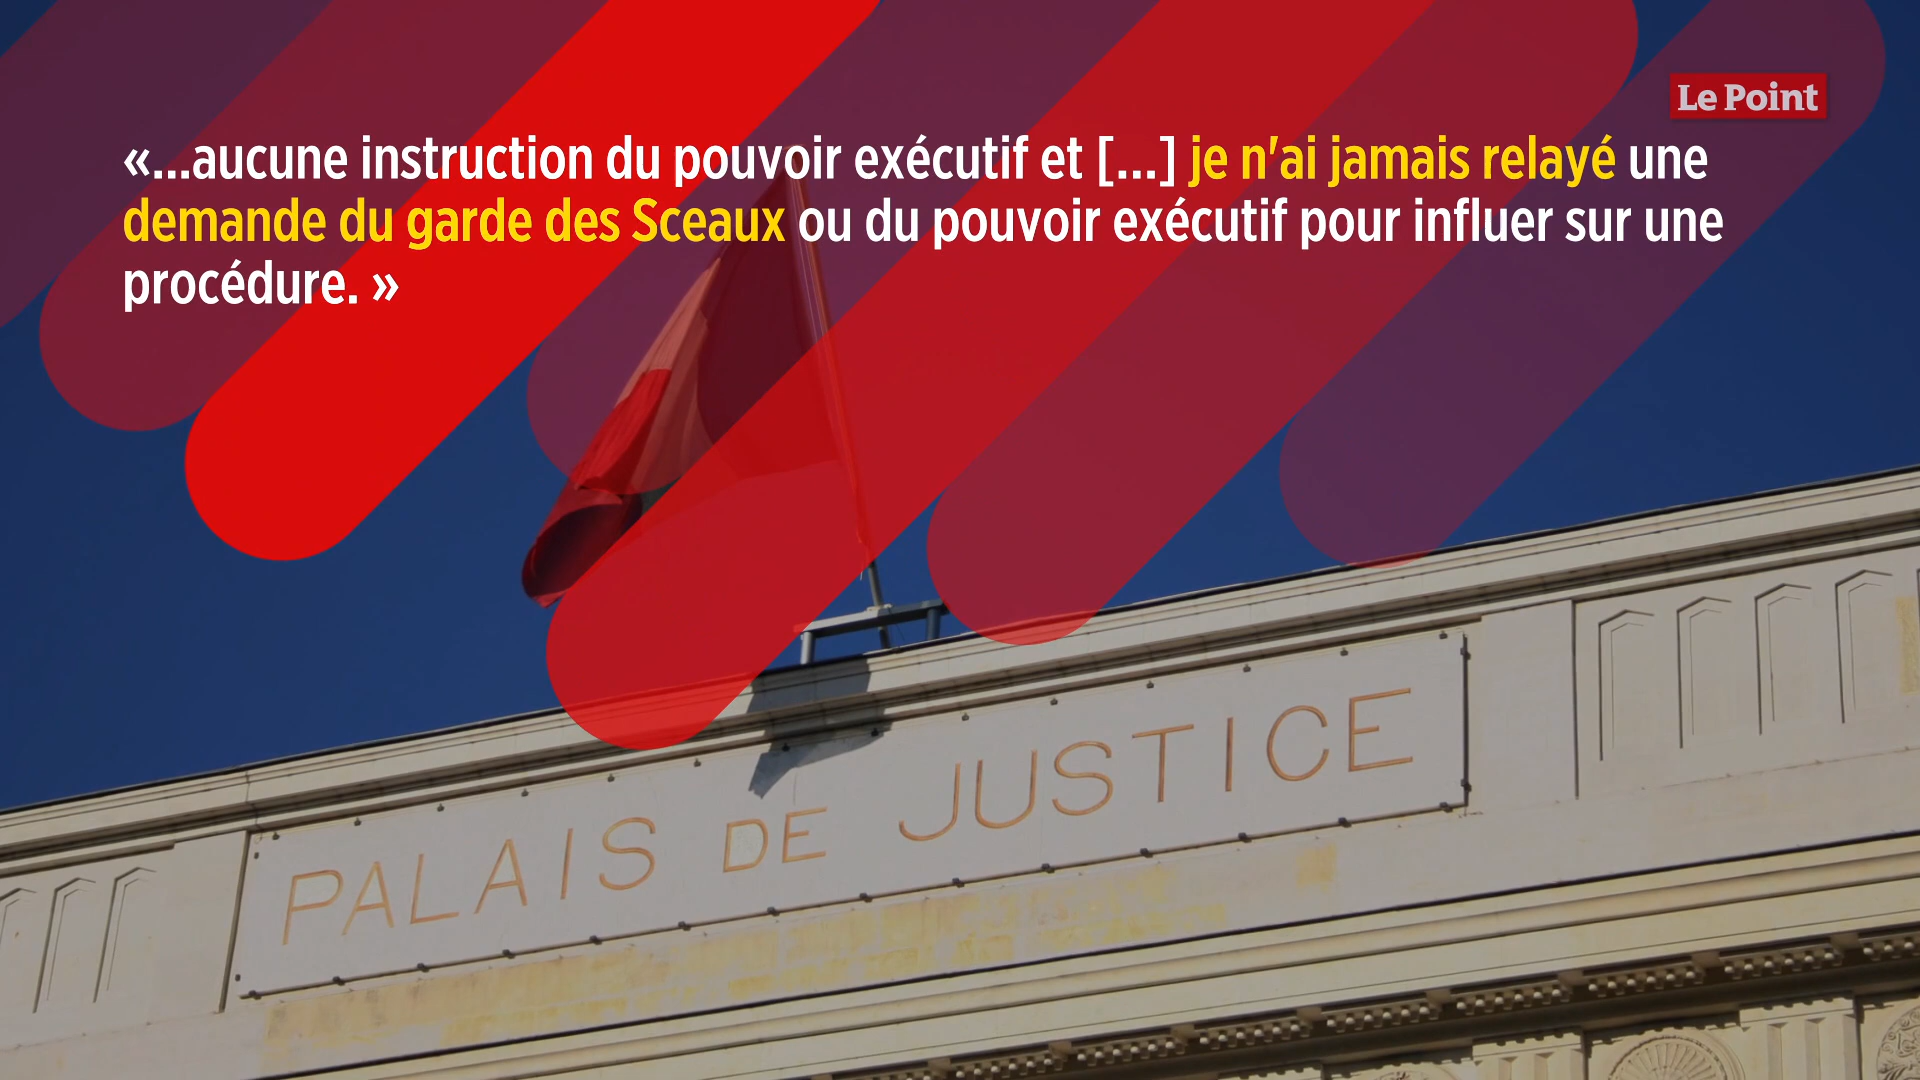 Le Point
«...aucune instruction du pouvoir exécutif et [...] je n'ai jamais relayé une
demande du garde des Sceaux ou du pouvoir exécutif pour influer sur une
procédure. »
PALAIS DE JUSTICE